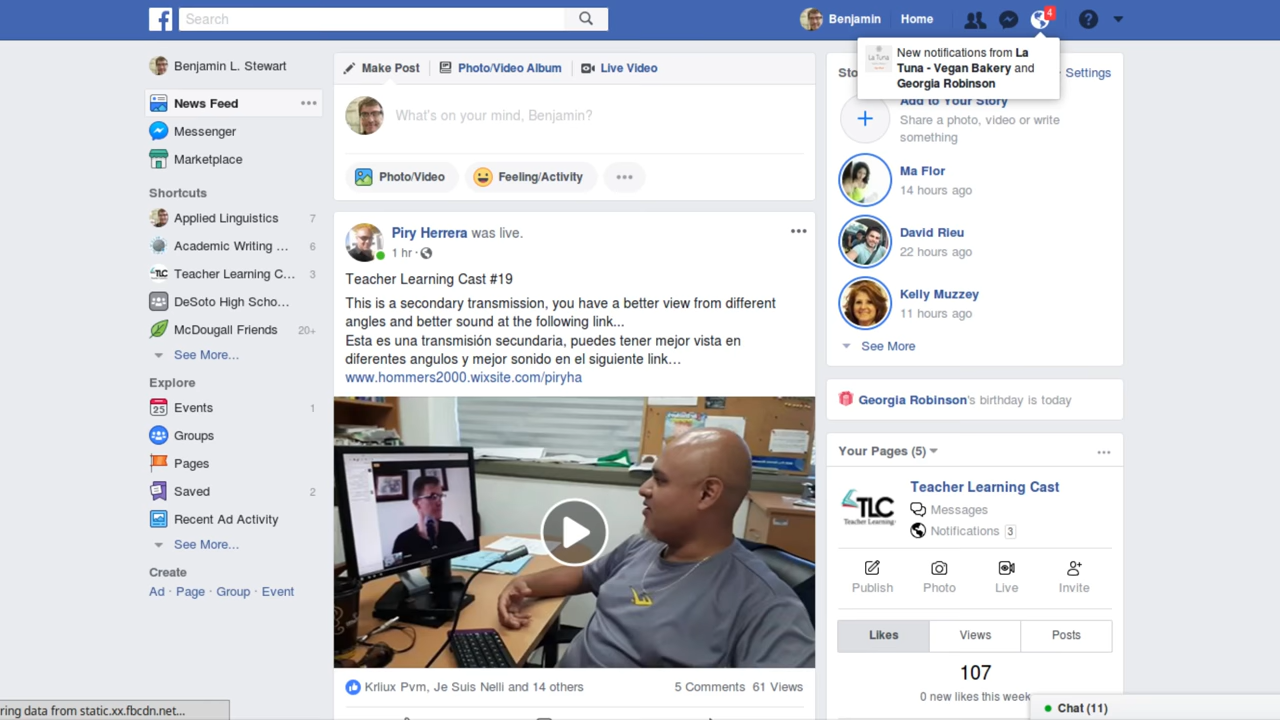 Search
Benjamin
Home
4
New notifications from La
Tuna - Vegan Bakery and
Georgia Robinson
Benjamin L. Stewart
News Feed
Messenger
Marketplace
Shortcuts
Applied Linguistics 7
Academic Writing ... 6
Teacher Learning C... 3
DeSoto High Scho...
McDougall Friends 20+
See More...
Explore
Events 1
Groups
Pages
Saved 2
Recent Ad Activity
See More...
Create
Ad · Page · Group · Event
Make Post
Photo/Video Album
Live Video
What's on your mind, Benjamin?
Photo/Video
Feeling/Activity
Piry Herrera was live.
1 hr ·
Teacher Learning Cast #19
This is a secondary transmission, you have a better view from different
angles and better sound at the following link...
Esta es una transmisión secundaria, puedes tener mejor vista en
diferentes angulos y mejor sonido en el siguiente link...
www.hommers2000.wixsite.com/piryha
Krliux Pvm, Je Suis Nelli and 14 others
5 Comments 61 Views
Settings
Add to Your Story
Share a photo, video or write
something
Ma Flor
14 hours ago
David Rieu
22 hours ago
Kelly Muzzey
11 hours ago
See More
Georgia Robinson's birthday is today
Your Pages (5)
TLC
Teacher Learning
Teacher Learning Cast
Messages
Notifications 3
Publish
Photo
Live
Invite
Likes
Views
Posts
107
0 new likes this week
Chat (11)
ring data from static.xx.fbcdn.net...